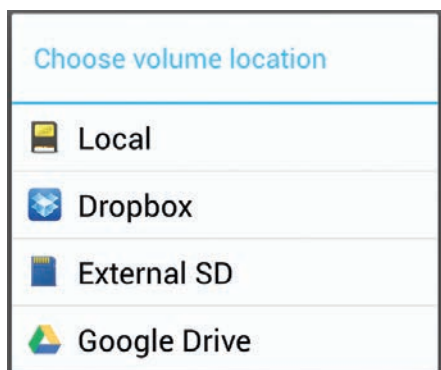 Choose volume location
Local
Dropbox
External SD
Google Drive